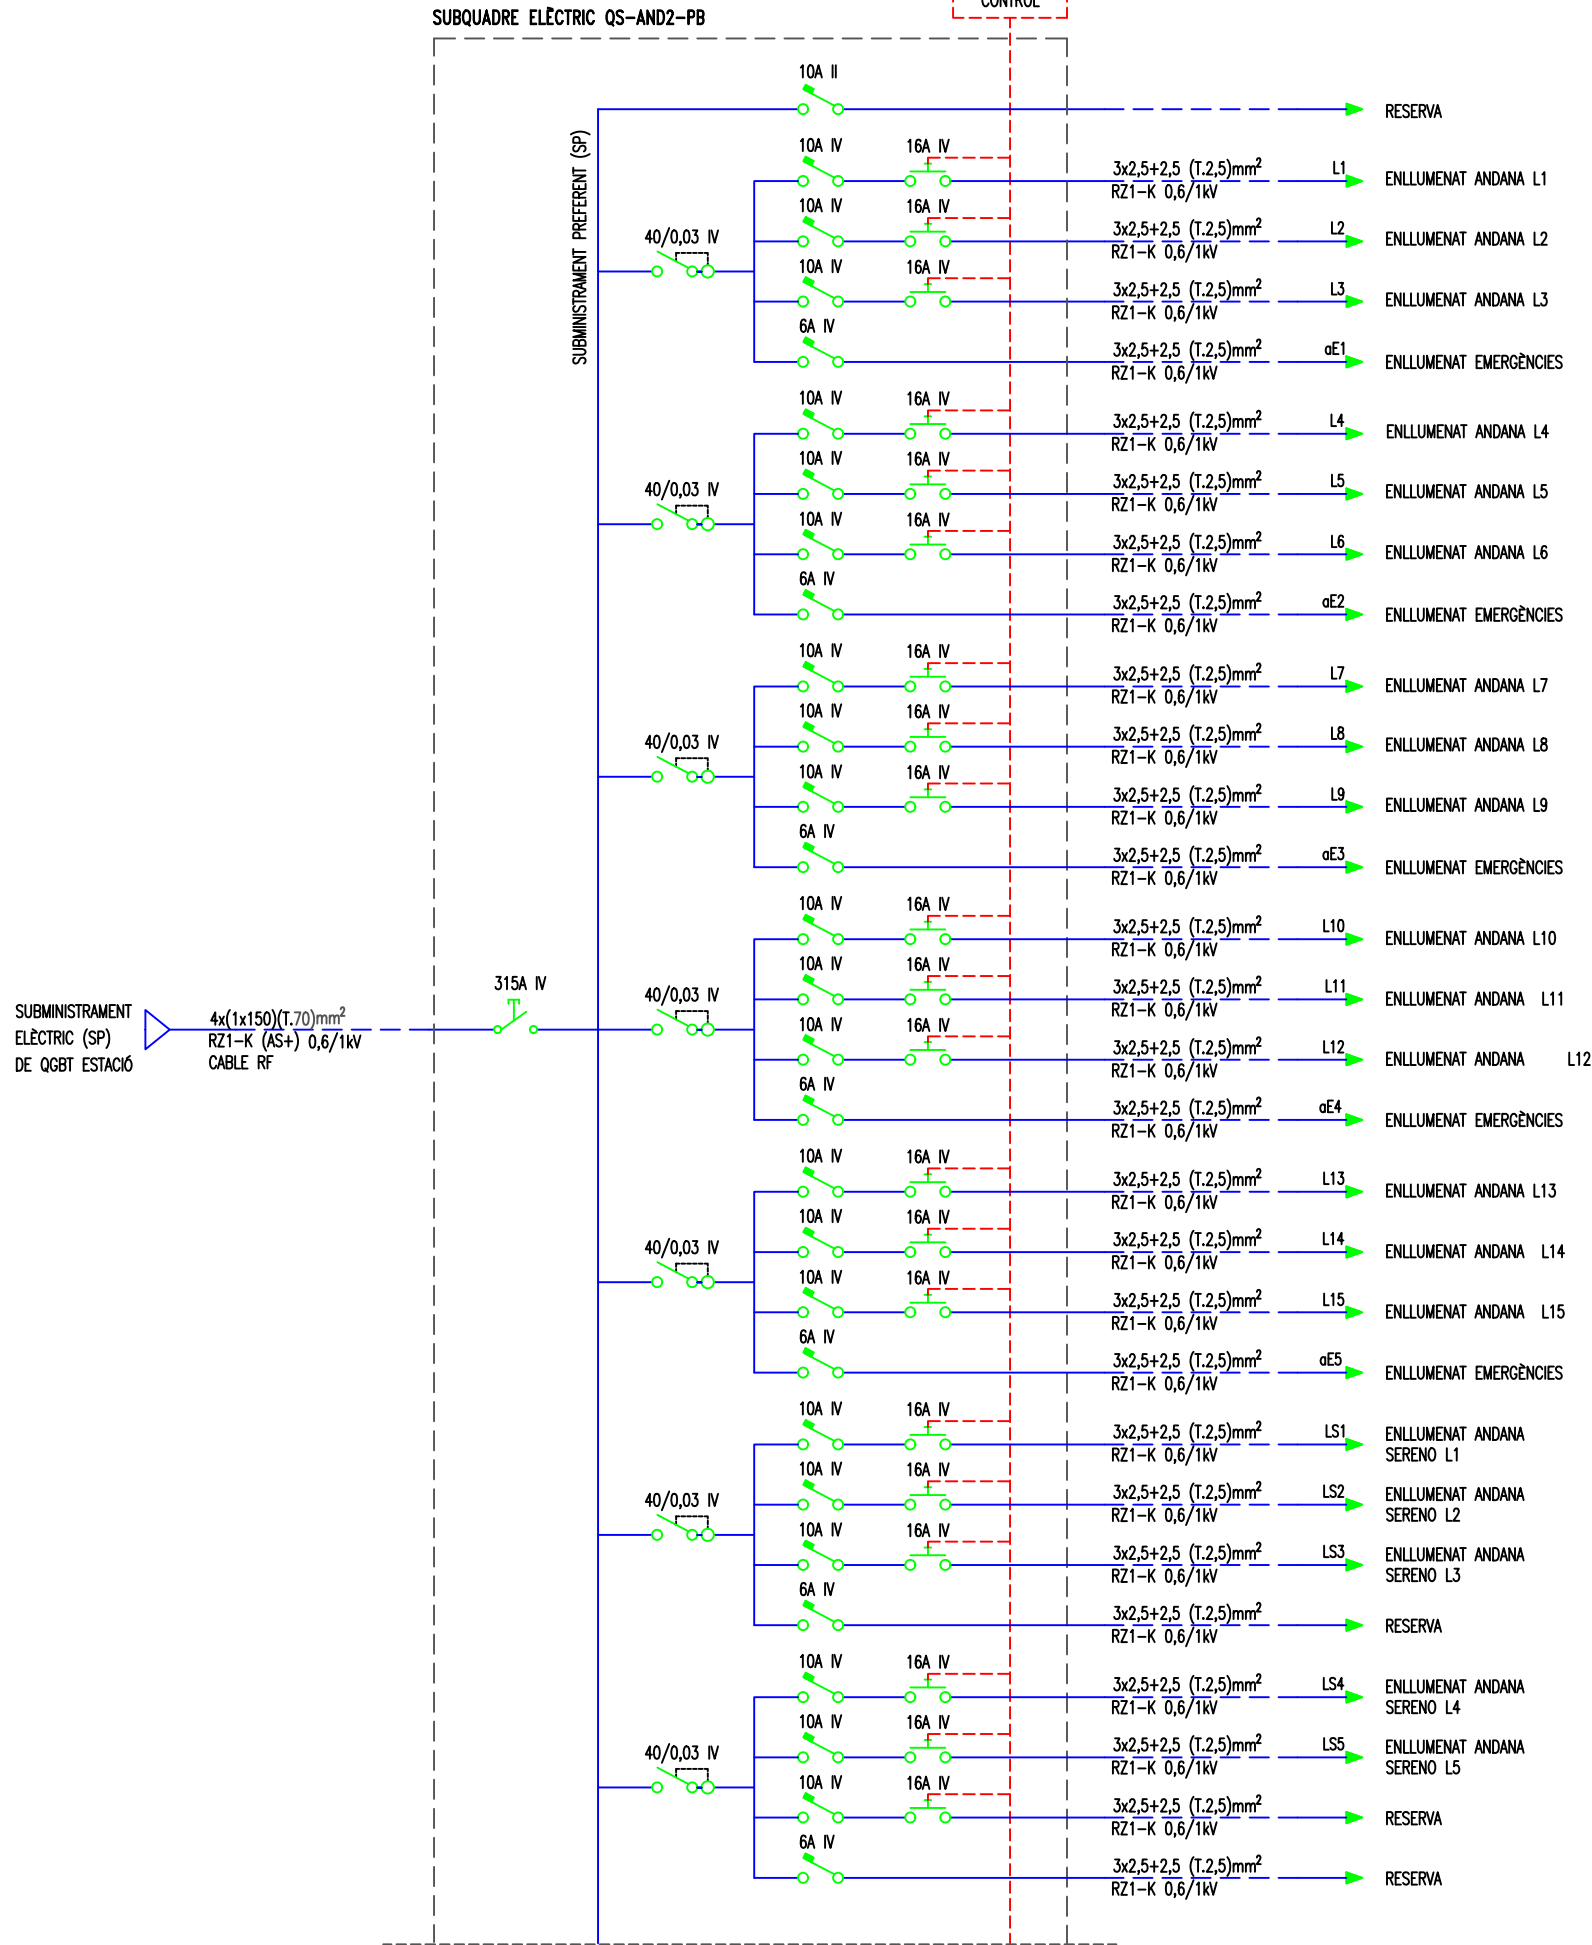 CONTROL
SUBQUADRE ELÈCTRIC QS-AND2-PB
SUBMINISTRAMENT PREFERENT (SP)
10A II
RESERVA
10A IV 16A IV
3x2,5+2,5 (T.2,5)mm² L1
RZ1-K 0,6/1kV
ENLLUMENAT ANDANA L1
10A IV 16A IV
3x2,5+2,5 (T.2,5)mm² L2
RZ1-K 0,6/1kV
ENLLUMENAT ANDANA L2
40/0,03 IV
10A IV 16A IV
3x2,5+2,5 (T.2,5)mm² L3
RZ1-K 0,6/1kV
ENLLUMENAT ANDANA L3
6A IV
3x2,5+2,5 (T.2,5)mm² aE1
RZ1-K 0,6/1kV
ENLLUMENAT EMERGÈNCIES
10A IV 16A IV
3x2,5+2,5 (T.2,5)mm² L4
RZ1-K 0,6/1kV
ENLLUMENAT ANDANA L4
10A IV 16A IV
3x2,5+2,5 (T.2,5)mm² L5
RZ1-K 0,6/1kV
ENLLUMENAT ANDANA L5
40/0,03 IV
10A IV 16A IV
3x2,5+2,5 (T.2,5)mm² L6
RZ1-K 0,6/1kV
ENLLUMENAT ANDANA L6
6A IV
3x2,5+2,5 (T.2,5)mm² aE2
RZ1-K 0,6/1kV
ENLLUMENAT EMERGÈNCIES
10A IV 16A IV
3x2,5+2,5 (T.2,5)mm² L7
RZ1-K 0,6/1kV
ENLLUMENAT ANDANA L7
10A IV 16A IV
3x2,5+2,5 (T.2,5)mm² L8
RZ1-K 0,6/1kV
ENLLUMENAT ANDANA L8
40/0,03 IV
10A IV 16A IV
3x2,5+2,5 (T.2,5)mm² L9
RZ1-K 0,6/1kV
ENLLUMENAT ANDANA L9
6A IV
3x2,5+2,5 (T.2,5)mm² aE3
RZ1-K 0,6/1kV
ENLLUMENAT EMERGÈNCIES
10A IV 16A IV
3x2,5+2,5 (T.2,5)mm² L10
RZ1-K 0,6/1kV
ENLLUMENAT ANDANA L10
10A IV 16A IV
3x2,5+2,5 (T.2,5)mm² L11
RZ1-K 0,6/1kV
ENLLUMENAT ANDANA L11
SUBMINISTRAMENT
ELÈCTRIC (SP)
DE QGBT ESTACIÓ
4x(1x150)(T.70)mm²
RZ1-K (AS+) 0,6/1kV
CABLE RF
315A IV
40/0,03 IV
10A IV 16A IV
3x2,5+2,5 (T.2,5)mm² L12
RZ1-K 0,6/1kV
ENLLUMENAT ANDANA L12
6A IV
3x2,5+2,5 (T.2,5)mm² aE4
RZ1-K 0,6/1kV
ENLLUMENAT EMERGÈNCIES
10A IV 16A IV
3x2,5+2,5 (T.2,5)mm² L13
RZ1-K 0,6/1kV
ENLLUMENAT ANDANA L13
10A IV 16A IV
3x2,5+2,5 (T.2,5)mm² L14
RZ1-K 0,6/1kV
ENLLUMENAT ANDANA L14
40/0,03 IV
10A IV 16A IV
3x2,5+2,5 (T.2,5)mm² L15
RZ1-K 0,6/1kV
ENLLUMENAT ANDANA L15
6A IV
3x2,5+2,5 (T.2,5)mm² aE5
RZ1-K 0,6/1kV
ENLLUMENAT EMERGÈNCIES
10A IV 16A IV
3x2,5+2,5 (T.2,5)mm² LS1
RZ1-K 0,6/1kV
ENLLUMENAT ANDANA
SERENO L1
10A IV 16A IV
3x2,5+2,5 (T.2,5)mm² LS2
RZ1-K 0,6/1kV
ENLLUMENAT ANDANA
SERENO L2
40/0,03 IV
10A IV 16A IV
3x2,5+2,5 (T.2,5)mm² LS3
RZ1-K 0,6/1kV
ENLLUMENAT ANDANA
SERENO L3
6A IV
3x2,5+2,5 (T.2,5)mm²
RZ1-K 0,6/1kV
RESERVA
10A IV 16A IV
3x2,5+2,5 (T.2,5)mm² LS4
RZ1-K 0,6/1kV
ENLLUMENAT ANDANA
SERENO L4
10A IV 16A IV
3x2,5+2,5 (T.2,5)mm² LS5
RZ1-K 0,6/1kV
ENLLUMENAT ANDANA
SERENO L5
40/0,03 IV
10A IV 16A IV
3x2,5+2,5 (T.2,5)mm²
RZ1-K 0,6/1kV
RESERVA
6A IV
3x2,5+2,5 (T.2,5)mm²
RZ1-K 0,6/1kV
RESERVA